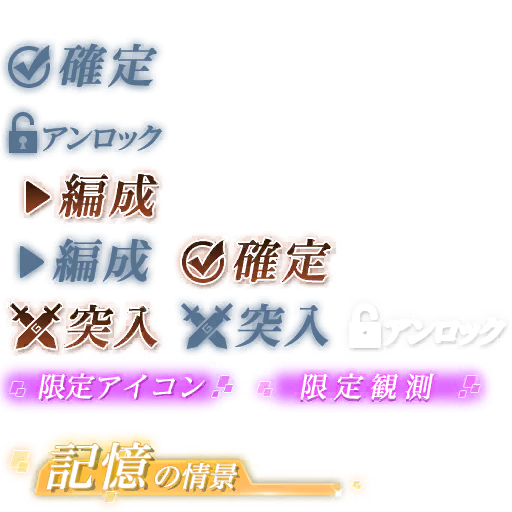 確定
アンロック
編成
編成
確定
突入
突入
アンロック
限定アイコン
限定観測
記憶の情景